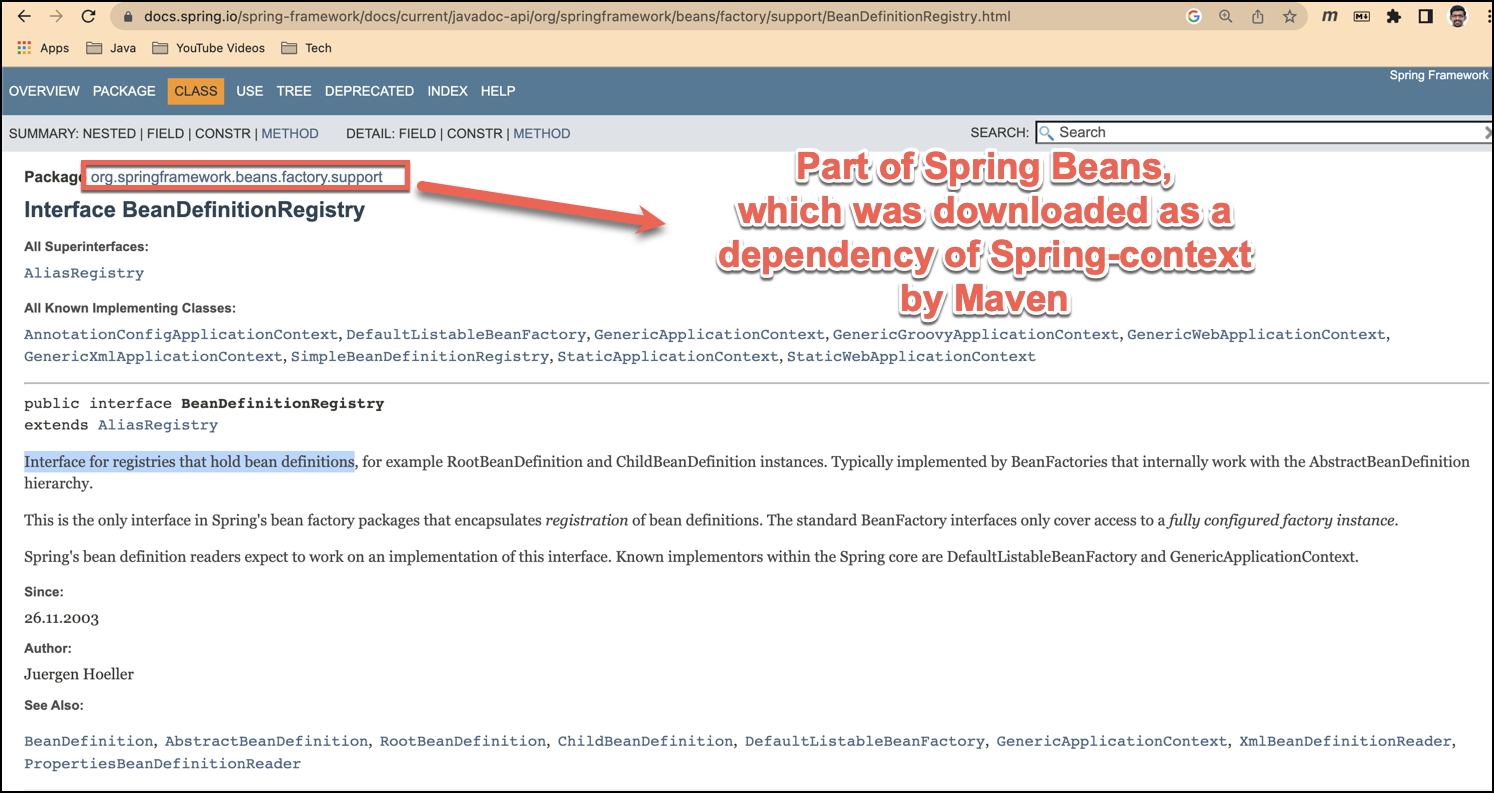 docs.spring.io/spring-framework/docs/current/javadoc-api/org/springframework/beans/factory/support/BeanDefinitionRegistry.html
Apps Java YouTube Videos Tech
Spring Framework
OVERVIEW PACKAGE CLASS USE TREE DEPRECATED INDEX HELP
SUMMARY: NESTED | FIELD | CONSTR | METHOD DETAIL: FIELD | CONSTR | METHOD SEARCH: Search
Package org.springframework.beans.factory.support
Interface BeanDefinitionRegistry
Part of Spring Beans,
which was downloaded as a
dependency of Spring-context
by Maven
All Superinterfaces:
AliasRegistry
All Known Implementing Classes:
AnnotationConfigApplicationContext, DefaultListableBeanFactory, GenericApplicationContext, GenericGroovyApplicationContext, GenericWebApplicationContext,
GenericXmlApplicationContext, SimpleBeanDefinitionRegistry, StaticApplicationContext, StaticWebApplicationContext
public interface BeanDefinitionRegistry
extends AliasRegistry
Interface for registries that hold bean definitions, for example RootBeanDefinition and ChildBeanDefinition instances. Typically implemented by BeanFactories that internally work with the AbstractBeanDefinition
hierarchy.
This is the only interface in Spring's bean factory packages that encapsulates registration of bean definitions. The standard BeanFactory interfaces only cover access to a fully configured factory instance.
Spring's bean definition readers expect to work on an implementation of this interface. Known implementors within the Spring core are DefaultListableBeanFactory and GenericApplicationContext.
Since:
26.11.2003
Author:
Juergen Hoeller
See Also:
BeanDefinition, AbstractBeanDefinition, RootBeanDefinition, ChildBeanDefinition, DefaultListableBeanFactory, GenericApplicationContext, XmlBeanDefinitionReader,
PropertiesBeanDefinitionReader